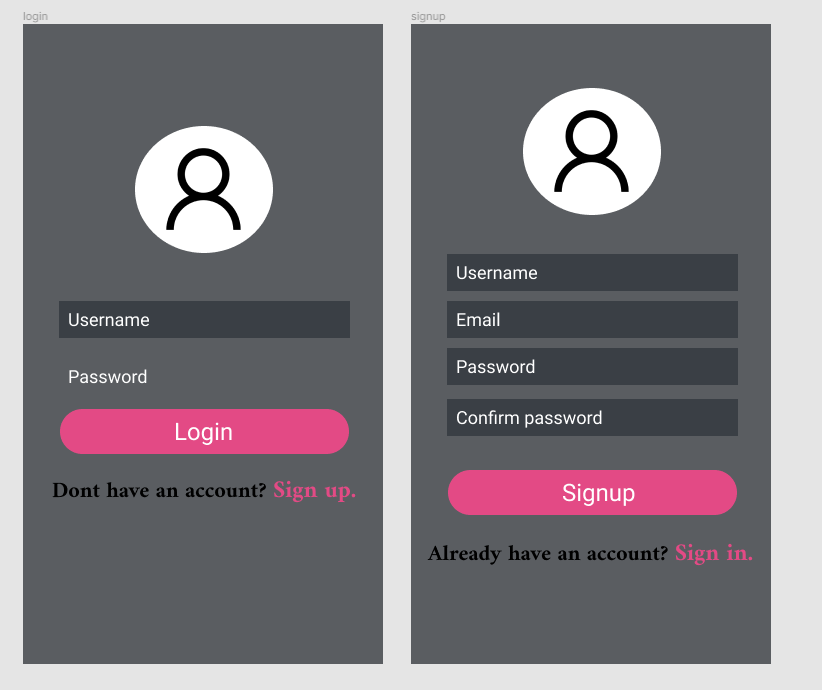 login
Username
Password
Login
Dont have an account? Sign up.
signup
Username
Email
Password
Confirm password
Signup
Already have an account? Sign in.